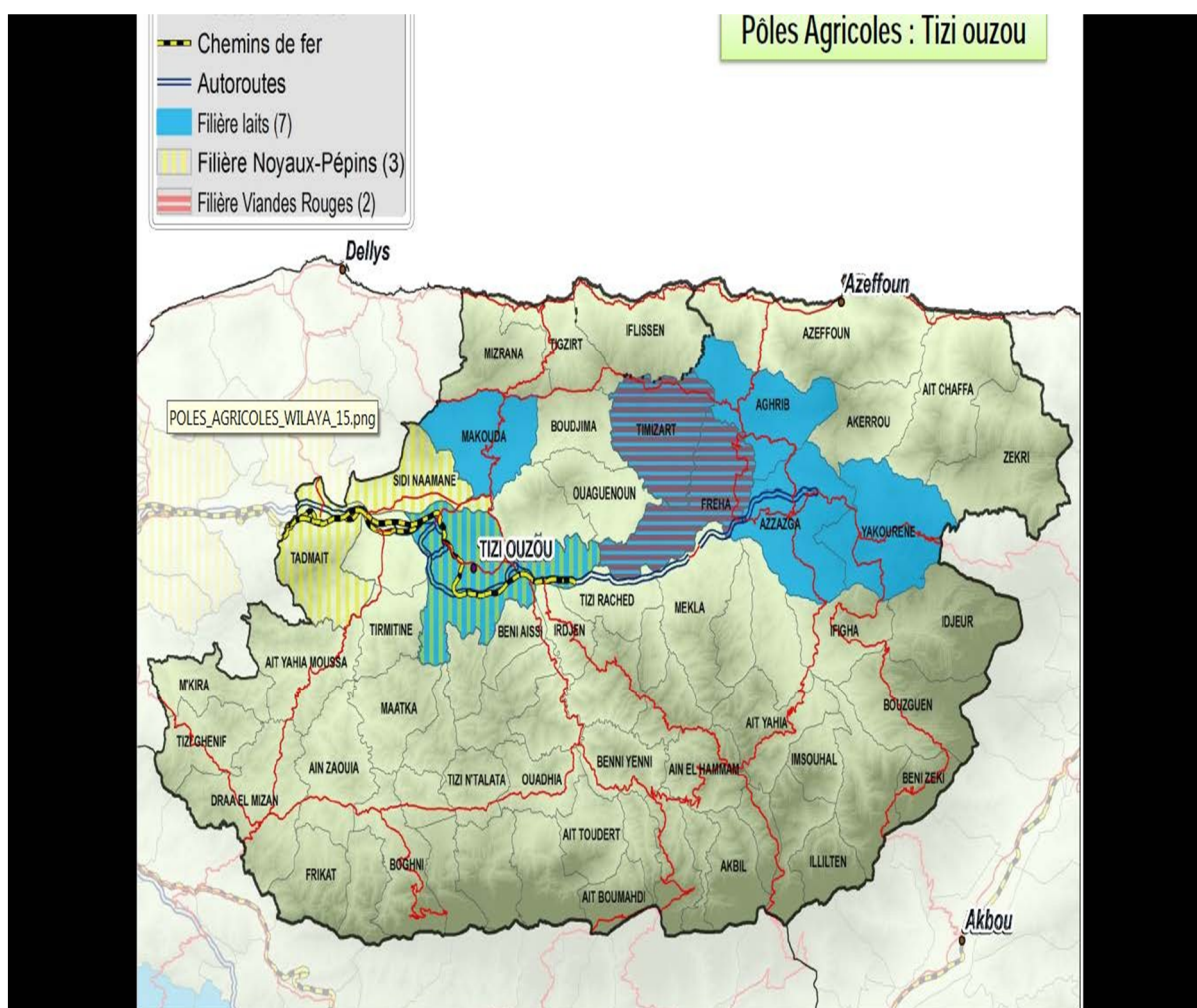 Pôles Agricoles : Tizi ouzou
Chemins de fer
Autoroutes
Filière laits (7)
Filière Noyaux-Pépins (3)
Filière Viandes Rouges (2)
Dellys
Azeffoun
IFLISSEN
AZEFFOUN
TIGZIRT
MIZRANA
AIT CHAFFA
AGHRIB
POLES_AGRICOLES_WILAYA_15.png
AKERROU
BOUDJIMA
TIMIZART
MAKOUDA
ZEKRI
SIDI NAAMANE
OUAGUENOUN
FREHA
AZZAZGA
YAKOURENE
TIZI OUZOU
TADMAIT
TIZI RACHED
MEKLA
IDJEUR
TIRMITINE
BENI AISSI
IRDJEN
IFIGHA
AIT YAHIA MOUSSA
M'KIRA
MAATKA
BOUZGUEN
AIT YAHIA
TIZEGHENIF
IMSOUHAL
BENNI YENNI
AIN ZAOUIA
AIN EL HAMMAM
TIZI N'TALATA
OUADHIA
BENI ZEKI
DRAA EL MIZAN
AIT TOUDERT
BOGHNI
ILLILTEN
AKBIL
FRIKAT
AIT BOUMAHDI
Akbou